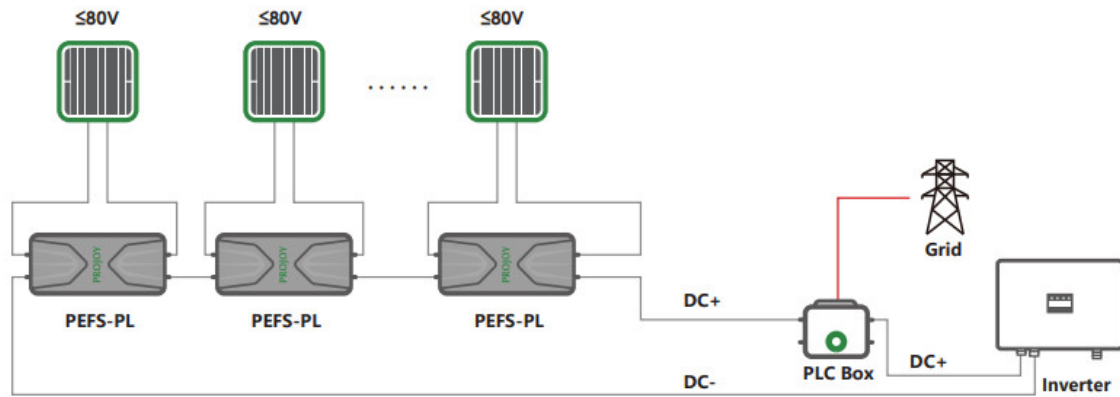 ≤80V
≤80V
≤80V
······
PROJOY
PROJOY
PROJOY
Grid
PEFS-PL
PEFS-PL
PEFS-PL
DC+
PLC Box
DC+
DC-
Inverter